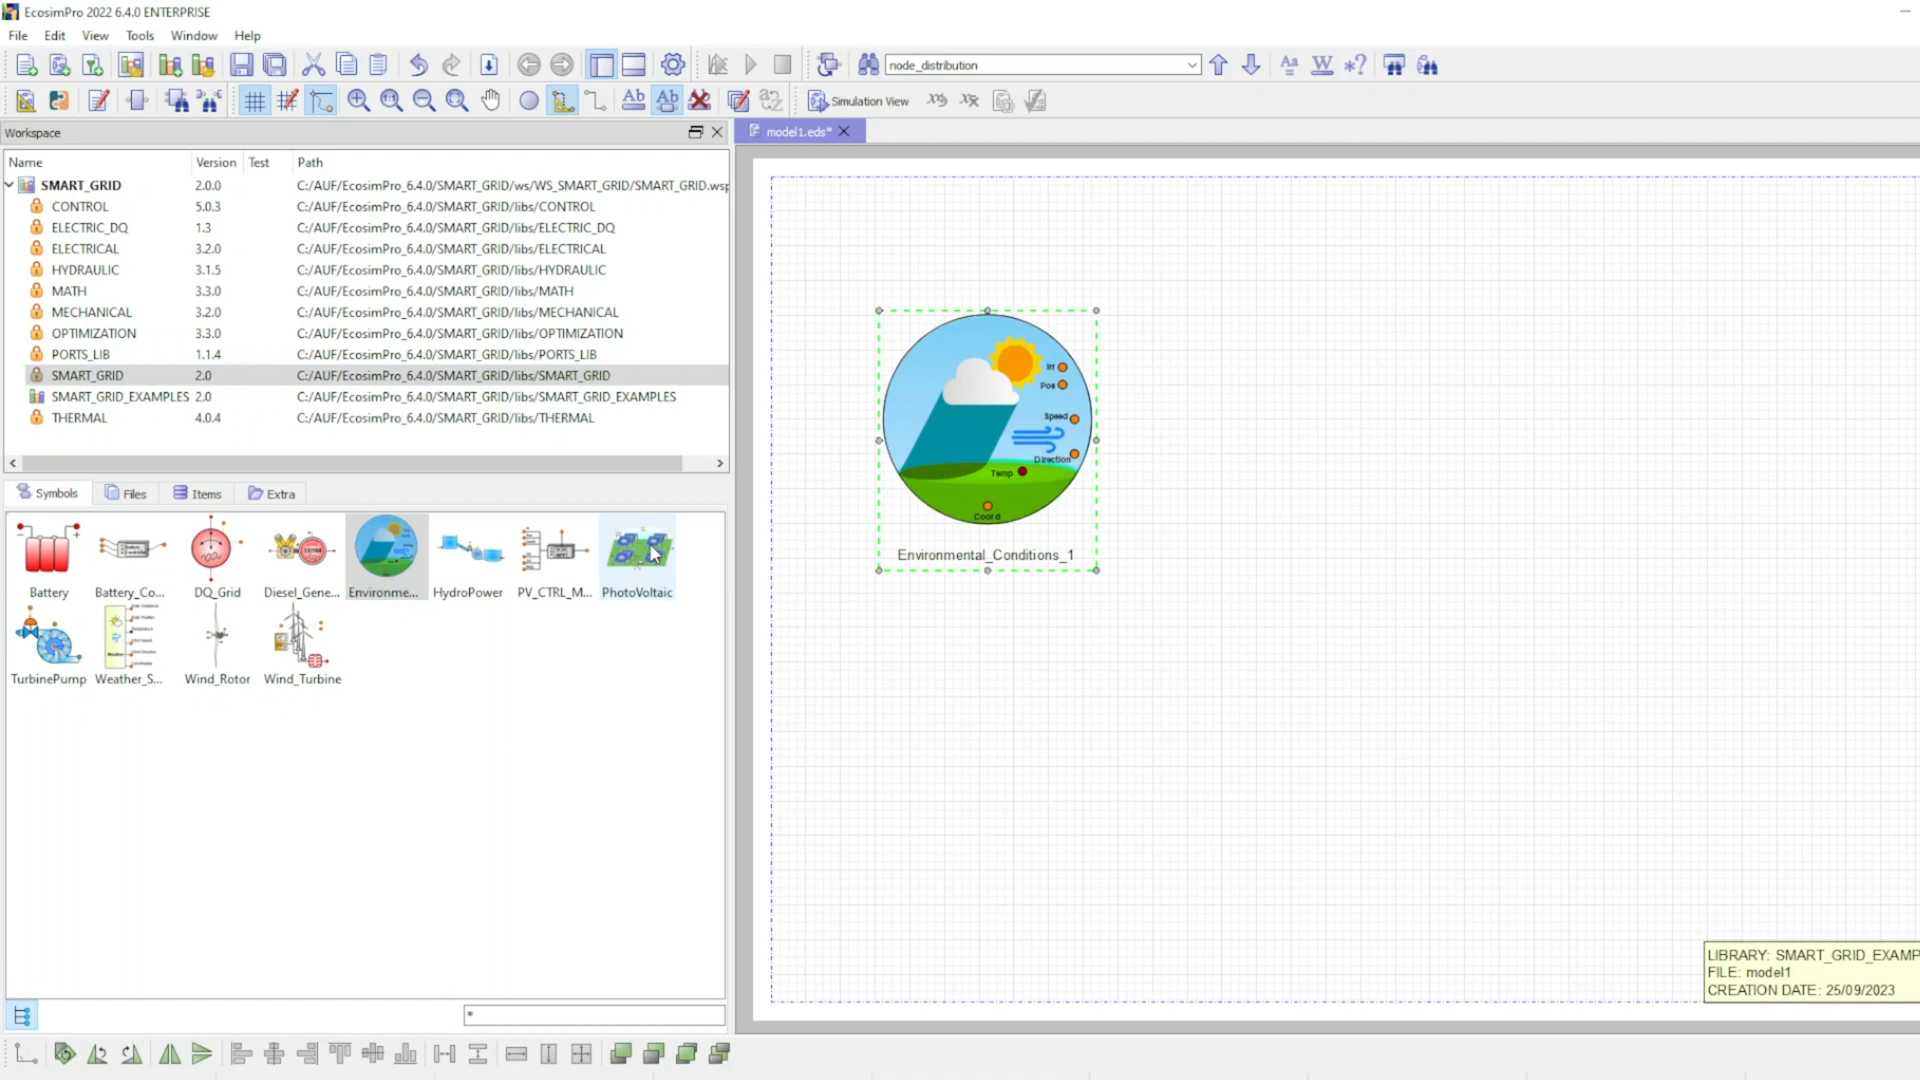 EcosimPro 2022 6.4.0 ENTERPRISE
File Edit View Tools Window Help
node_distribution
Simulation View
Workspace
model1.eds*
Name Version Test Path
SMART_GRID 2.0.0 C:/AUF/EcosimPro_6.4.0/SMART_GRID/ws/WS_SMART_GRID/SMART_GRID.wsp
CONTROL 5.0.3 C:/AUF/EcosimPro_6.4.0/SMART_GRID/libs/CONTROL
ELECTRIC_DQ 1.3 C:/AUF/EcosimPro_6.4.0/SMART_GRID/libs/ELECTRIC_DQ
ELECTRICAL 3.2.0 C:/AUF/EcosimPro_6.4.0/SMART_GRID/libs/ELECTRICAL
HYDRAULIC 3.1.5 C:/AUF/EcosimPro_6.4.0/SMART_GRID/libs/HYDRAULIC
MATH 3.3.0 C:/AUF/EcosimPro_6.4.0/SMART_GRID/libs/MATH
MECHANICAL 3.2.0 C:/AUF/EcosimPro_6.4.0/SMART_GRID/libs/MECHANICAL
OPTIMIZATION 3.3.0 C:/AUF/EcosimPro_6.4.0/SMART_GRID/libs/OPTIMIZATION
PORTS_LIB 1.1.4 C:/AUF/EcosimPro_6.4.0/SMART_GRID/libs/PORTS_LIB
SMART_GRID 2.0 C:/AUF/EcosimPro_6.4.0/SMART_GRID/libs/SMART_GRID
SMART_GRID_EXAMPLES 2.0 C:/AUF/EcosimPro_6.4.0/SMART_GRID/libs/SMART_GRID_EXAMPLES
THERMAL 4.0.4 C:/AUF/EcosimPro_6.4.0/SMART_GRID/libs/THERMAL
Symbols Files Items Extra
Battery Battery_Co... DQ_Grid Diesel_Gene... Environme... HydroPower PV_CTRL_M... PhotoVoltaic
TurbinePump Weather_S... Wind_Rotor Wind_Turbine
*
Irr
Pos
Speed
Direction
Temp
Coord
Environmental_Conditions_1
LIBRARY: SMART_GRID_EXAMP
FILE: model1
CREATION DATE: 25/09/2023